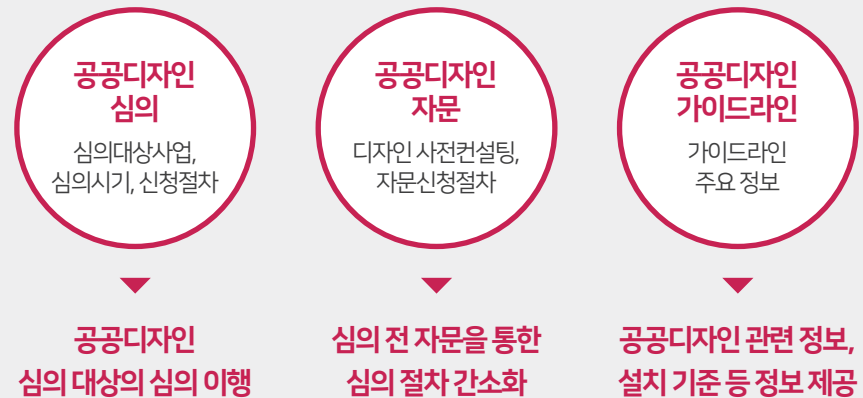 공공디자인
심의
심의대상사업,
심의시기, 신청절차
공공디자인
심의 대상의 심의 이행
공공디자인
자문
디자인 사전컨설팅,
자문신청절차
심의 전 자문을 통한
심의 절차 간소화
공공디자인
가이드라인
가이드라인
주요 정보
공공디자인 관련 정보,
설치 기준 등 정보 제공